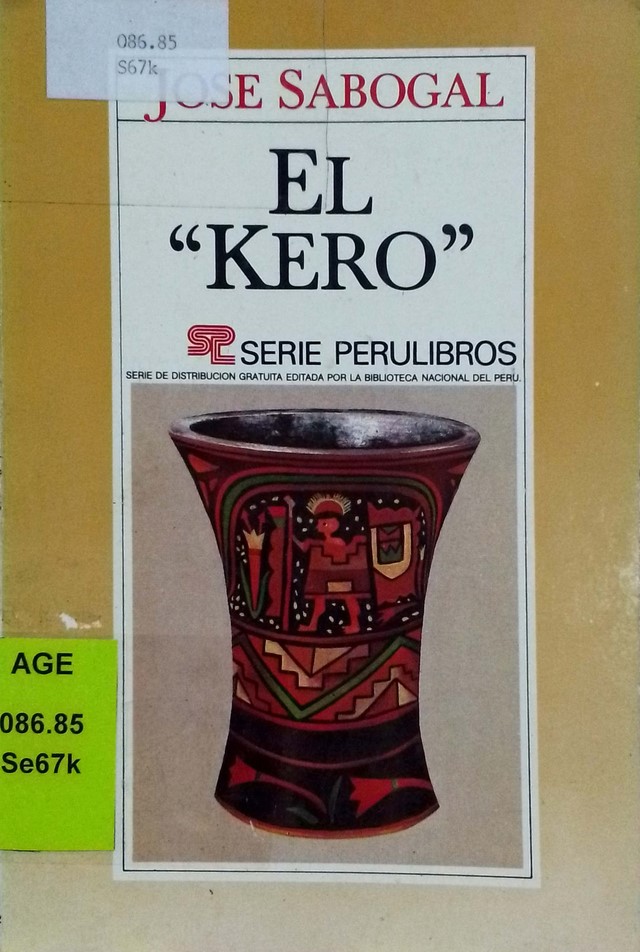 086.85
S67k
JOSE SABOGAL
EL
“KERO”
SPL SERIE PERULIBROS
SERIE DE DISTRIBUCION GRATUITA EDITADA POR LA BIBLIOTECA NACIONAL DEL PERU.
AGE
086.85
Se67k